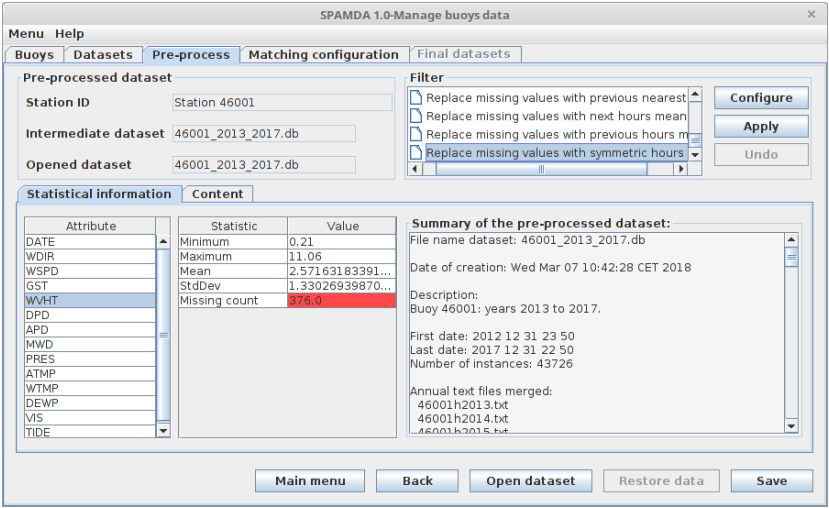 SPAMDA 1.0-Manage buoys data
Menu Help
Buoys Datasets Pre-process Matching configuration Final datasets
Pre-processed dataset
Station ID Station 46001
Intermediate dataset 46001_2013_2017.db
Opened dataset 46001_2013_2017.db
Filter
Replace missing values with previous nearest
Replace missing values with next hours mean
Replace missing values with previous hours m
Replace missing values with symmetric hours
Configure
Apply
Undo
Statistical information Content
Attribute
DATE
WDIR
WSPD
GST
WVHT
DPD
APD
MWD
PRES
ATMP
WTMP
DEWP
VIS
TIDE
Statistic Value
Minimum 0.21
Maximum 11.06
Mean 2.57163183391...
StdDev 1.33026939870...
Missing count 376.0
Summary of the pre-processed dataset:
File name dataset: 46001_2013_2017.db
Date of creation: Wed Mar 07 10:42:28 CET 2018
Description:
Buoy 46001: years 2013 to 2017.
First date: 2012 12 31 23 50
Last date: 2017 12 31 22 50
Number of instances: 43726
Annual text files merged:
46001h2013.txt
46001h2014.txt
46001h2015.txt
Main menu Back Open dataset Restore data Save